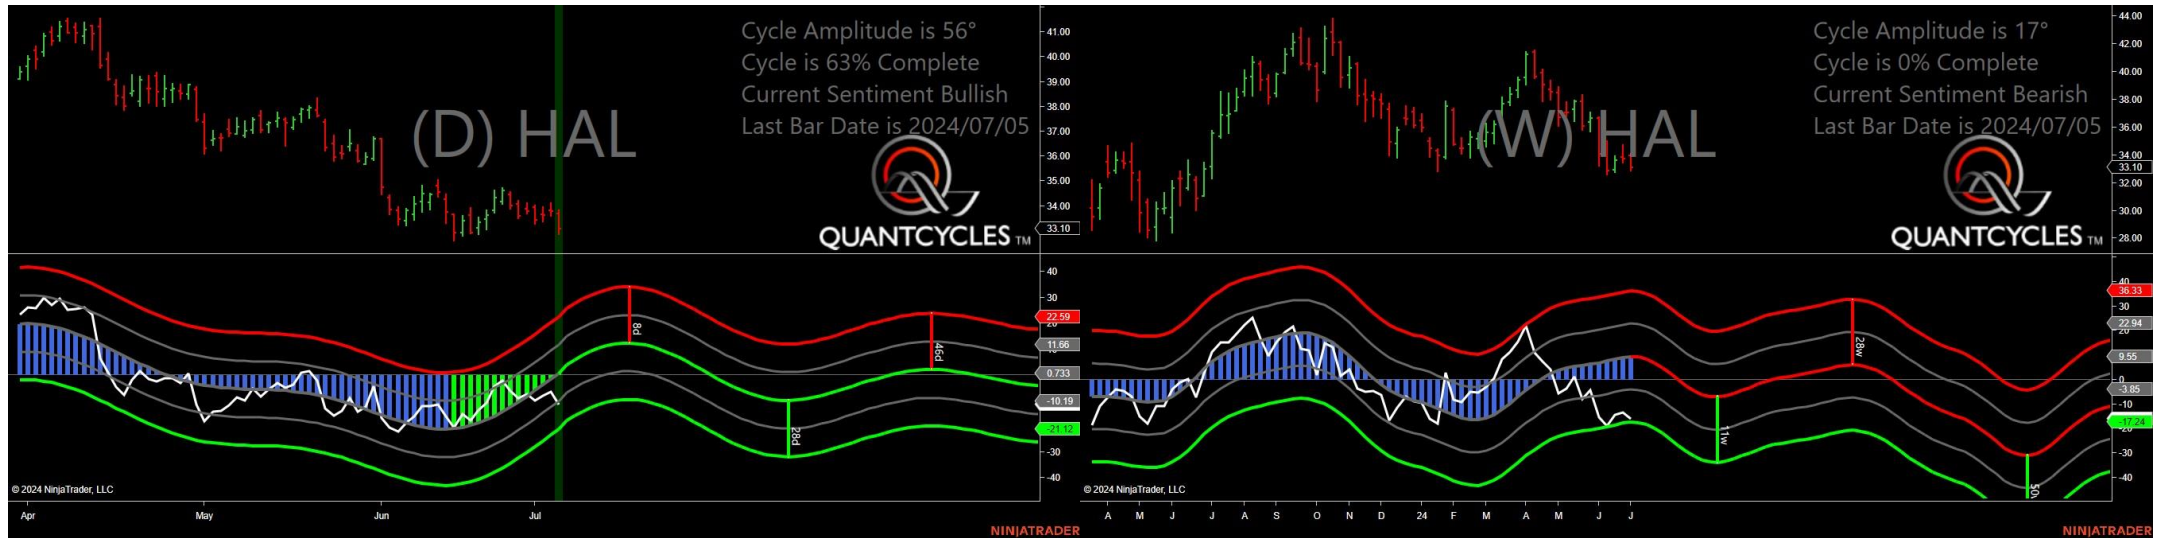 Cycle Amplitude is 56°
Cycle is 63% Complete
Current Sentiment Bullish
Last Bar Date is 2024/07/05
(D) HAL
QUANTCYCLES TM
41.00
40.00
39.00
38.00
37.00
36.00
35.00
34.00
33.10
40
30
22.59
11.66
0.733
-10.19
-21.12
-30
-40
8d
28d
46d
© 2024 NinjaTrader, LLC
Apr May Jun Jul
NINJATRADER
Cycle Amplitude is 17°
Cycle is 0% Complete
Current Sentiment Bearish
Last Bar Date is 2024/07/05
(W) HAL
QUANTCYCLES TM
44.00
42.00
40.00
38.00
36.00
34.00
33.10
32.00
30.00
28.00
40
36.33
30
22.94
9.55
0
-3.85
-10
-17.24
-30
-40
11w
28w
© 2024 NinjaTrader, LLC
A M J J A S O N D 24 F M A M J J
NINJATRADER